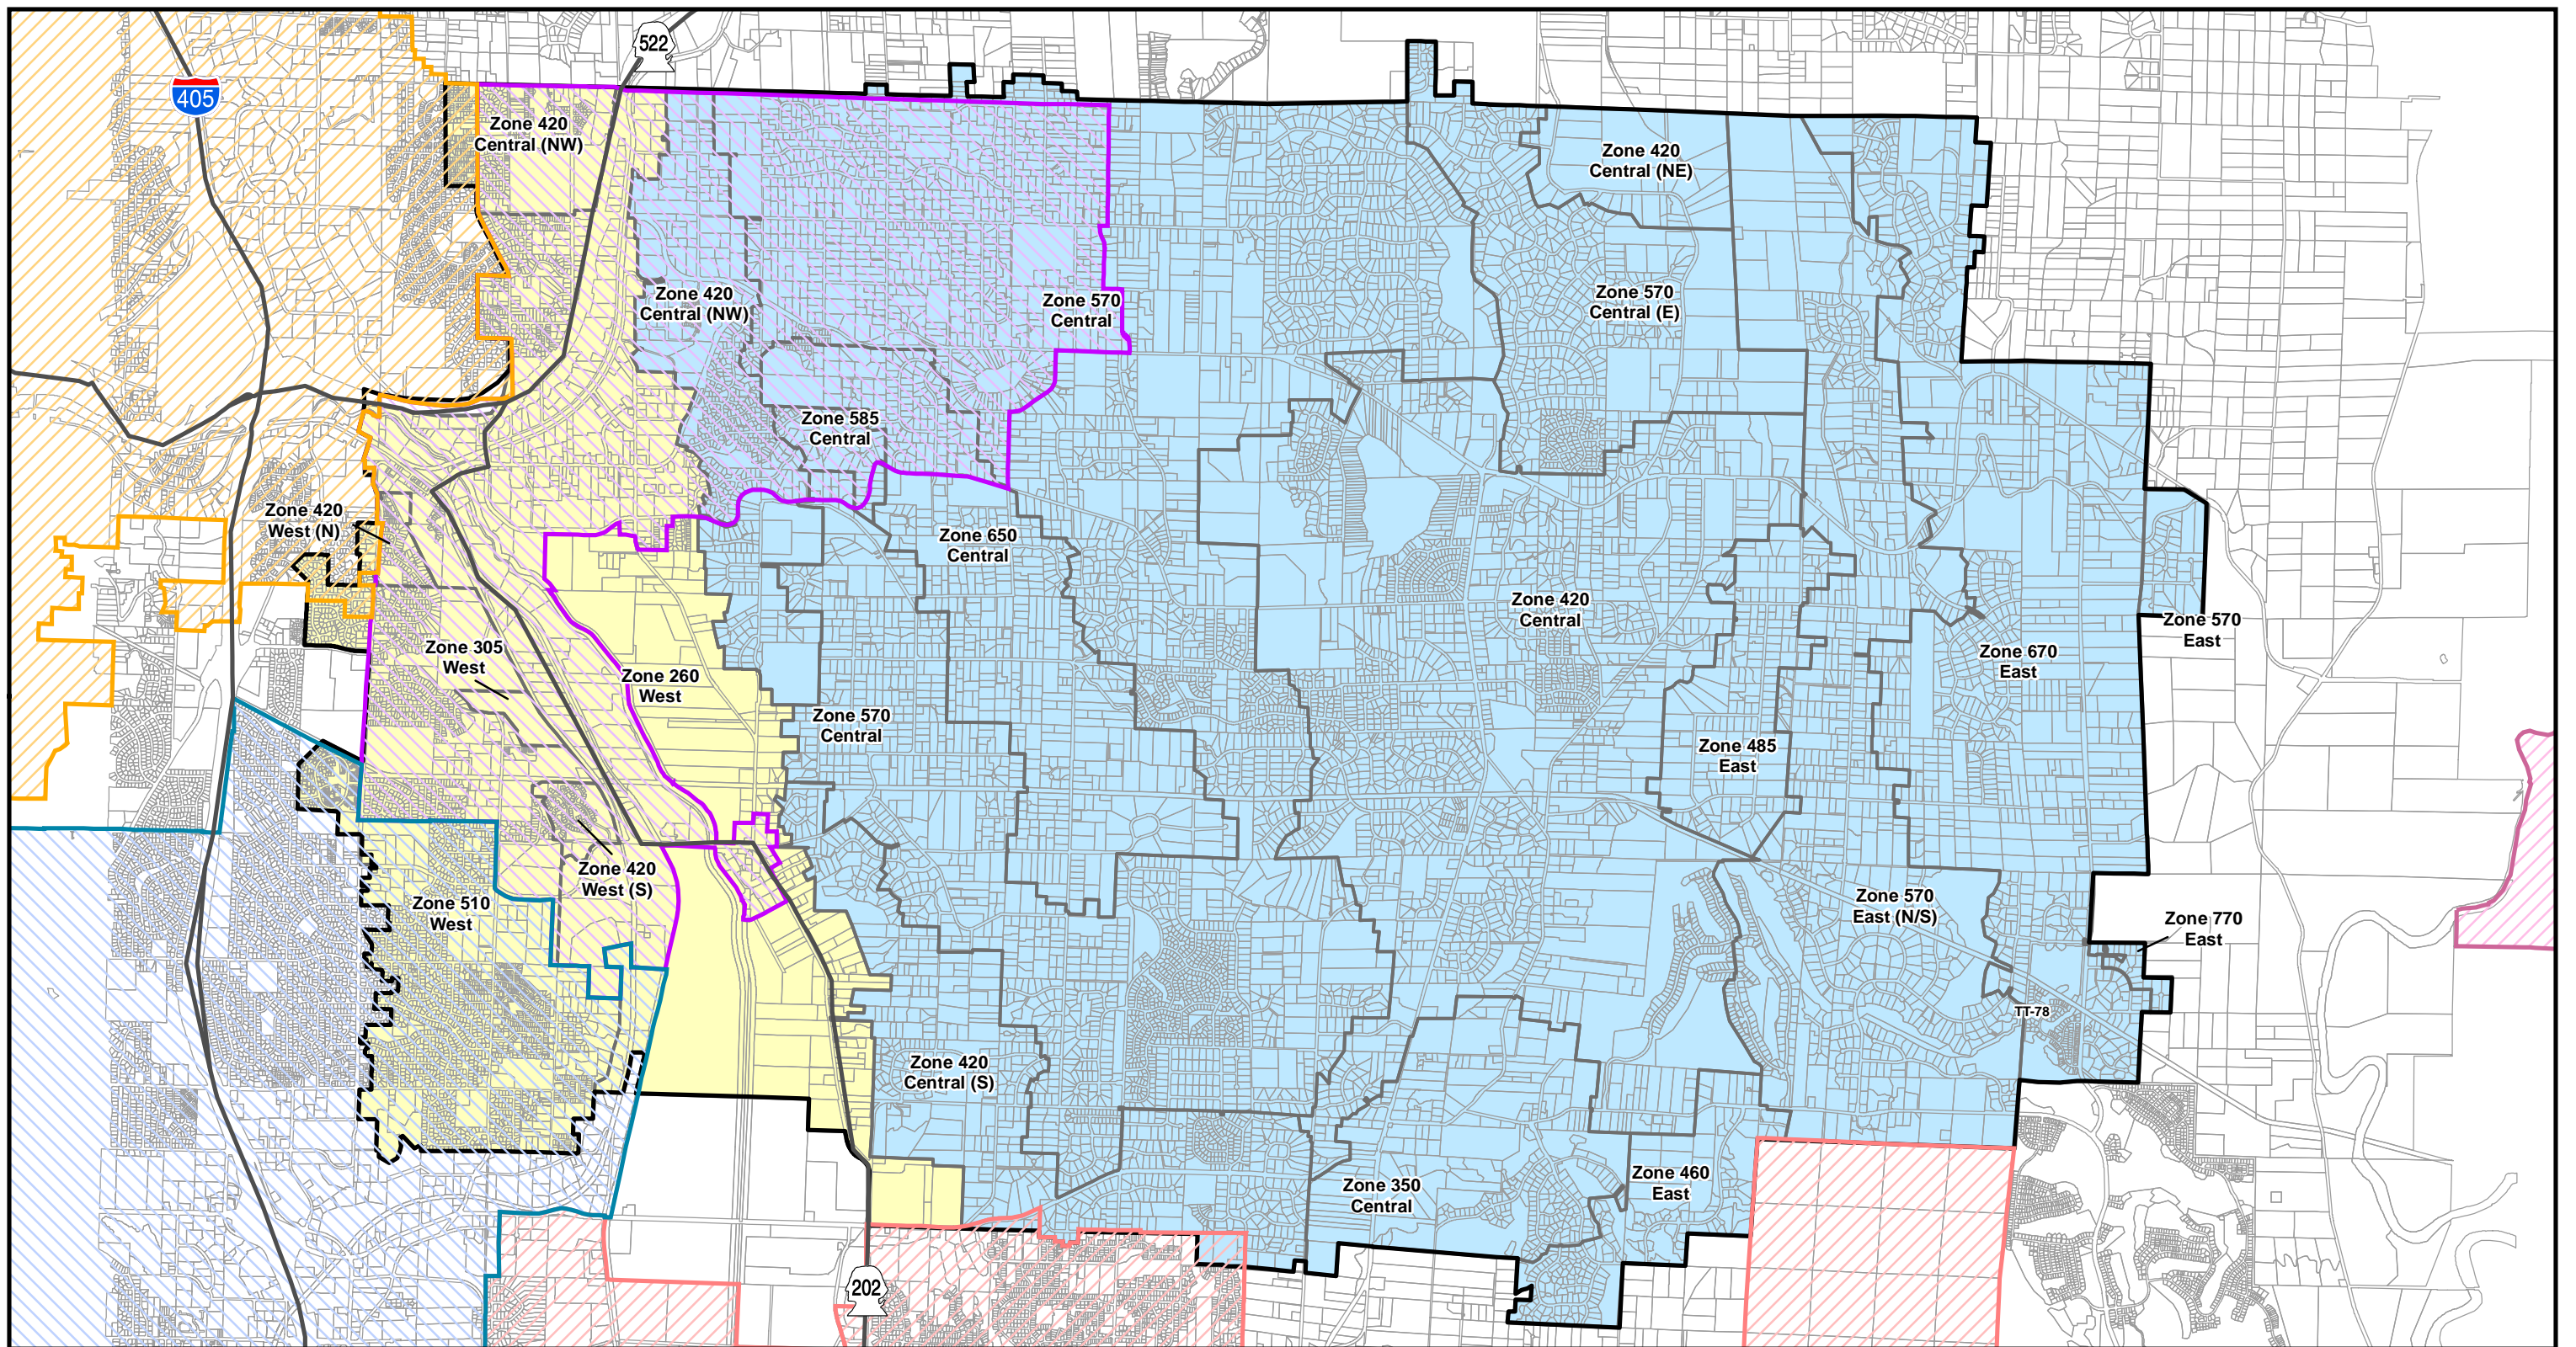 522
405
Zone 420
Central (NW)
Zone 420
Central (NE)
Zone 420
Central (NW)
Zone 570
Central
Zone 570
Central (E)
Zone 585
Central
Zone 420
West (N)
Zone 650
Central
Zone 420
Central
Zone 570
East
Zone 305
West
Zone 260
West
Zone 670
East
Zone 570
Central
Zone 485
East
Zone 420
West (S)
Zone 510
West
Zone 570
East (N/S)
Zone 770
East
TT-78
Zone 420
Central (S)
Zone 350
Central
Zone 460
East
202